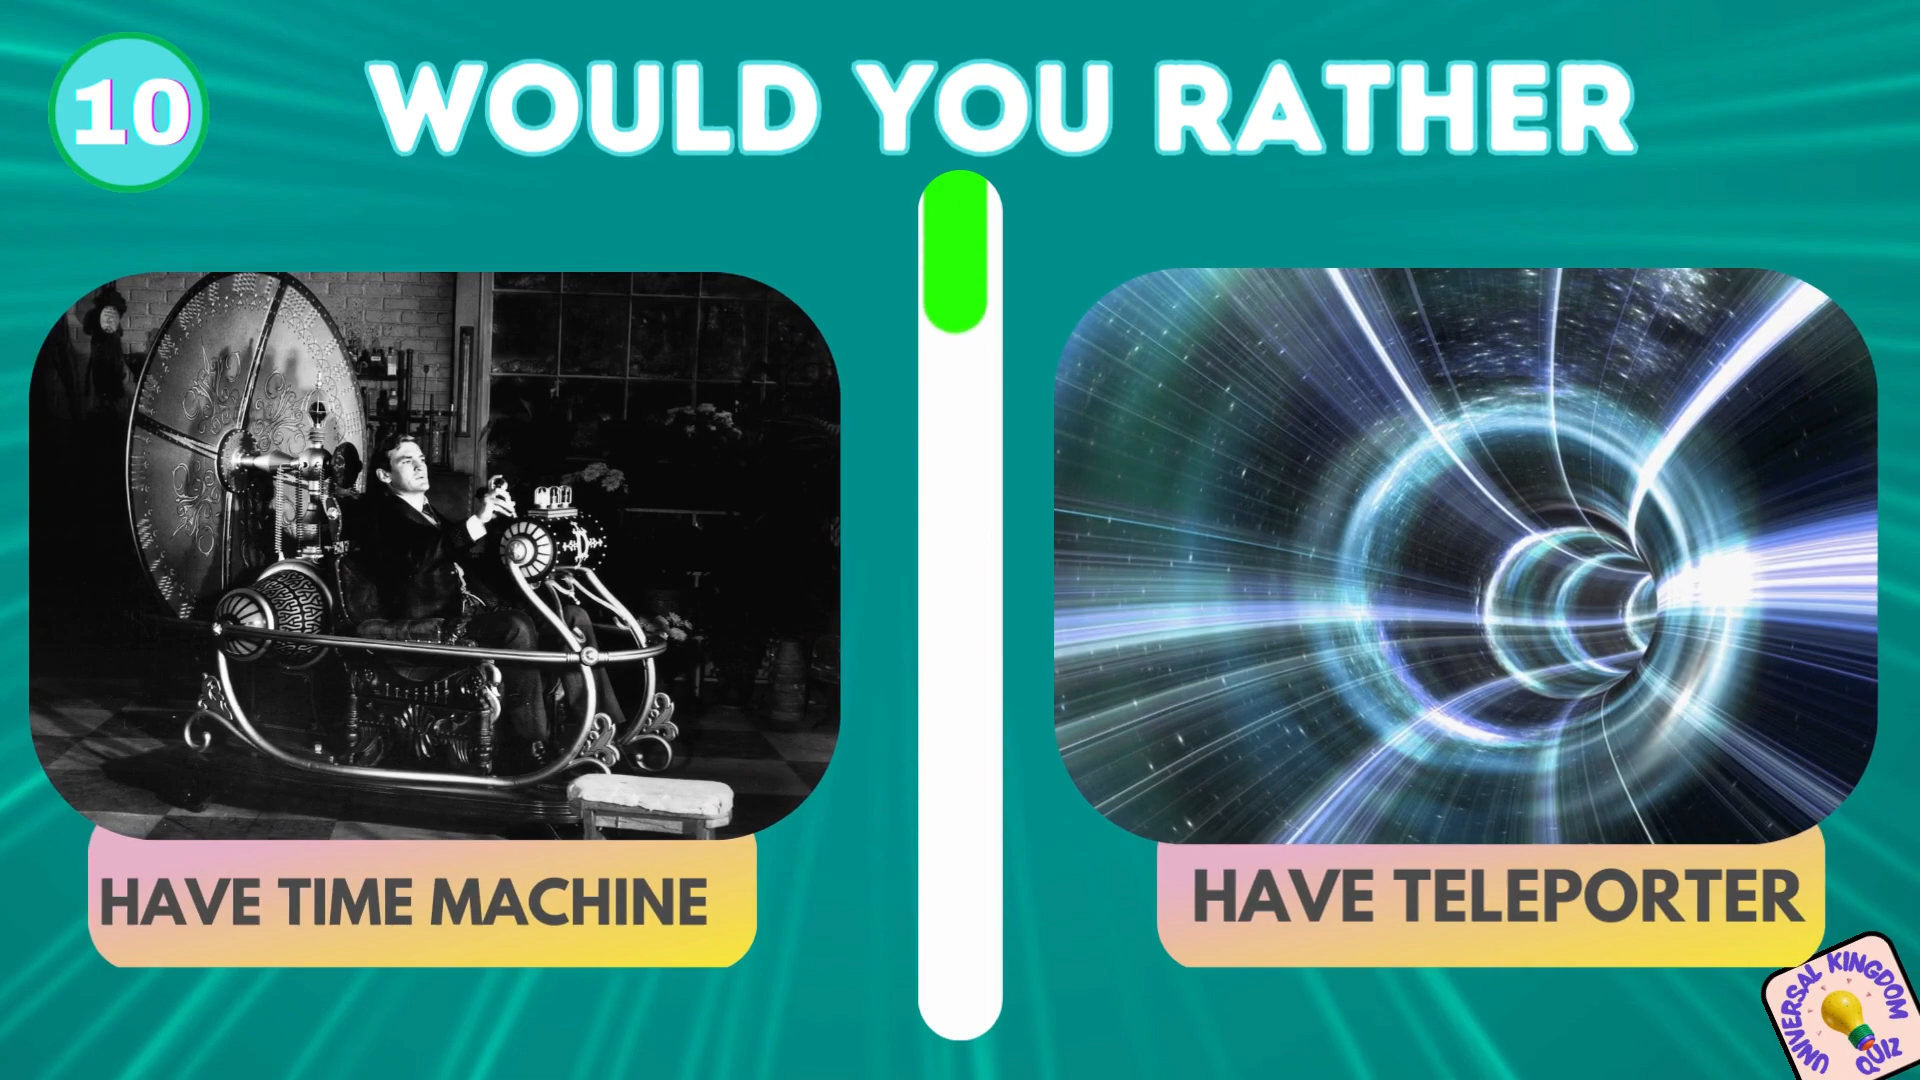 10
WOULD YOU RATHER
HAVE TIME MACHINE
HAVE TELEPORTER
UNIVERSAL KINGDOM
QUIZ